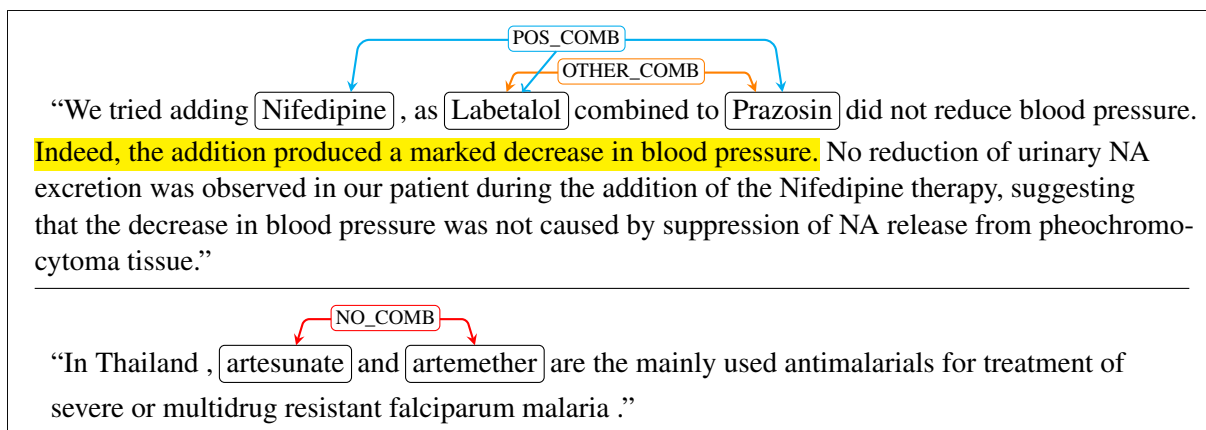 POS_COMB
OTHER_COMB
“We tried adding Nifedipine , as Labetalol combined to Prazosin did not reduce blood pressure.
Indeed, the addition produced a marked decrease in blood pressure. No reduction of urinary NA
excretion was observed in our patient during the addition of the Nifedipine therapy, suggesting
that the decrease in blood pressure was not caused by suppression of NA release from pheochromo-
cytoma tissue.”
NO_COMB
“In Thailand , artesunate and artemether are the mainly used antimalarials for treatment of
severe or multidrug resistant falciparum malaria .”